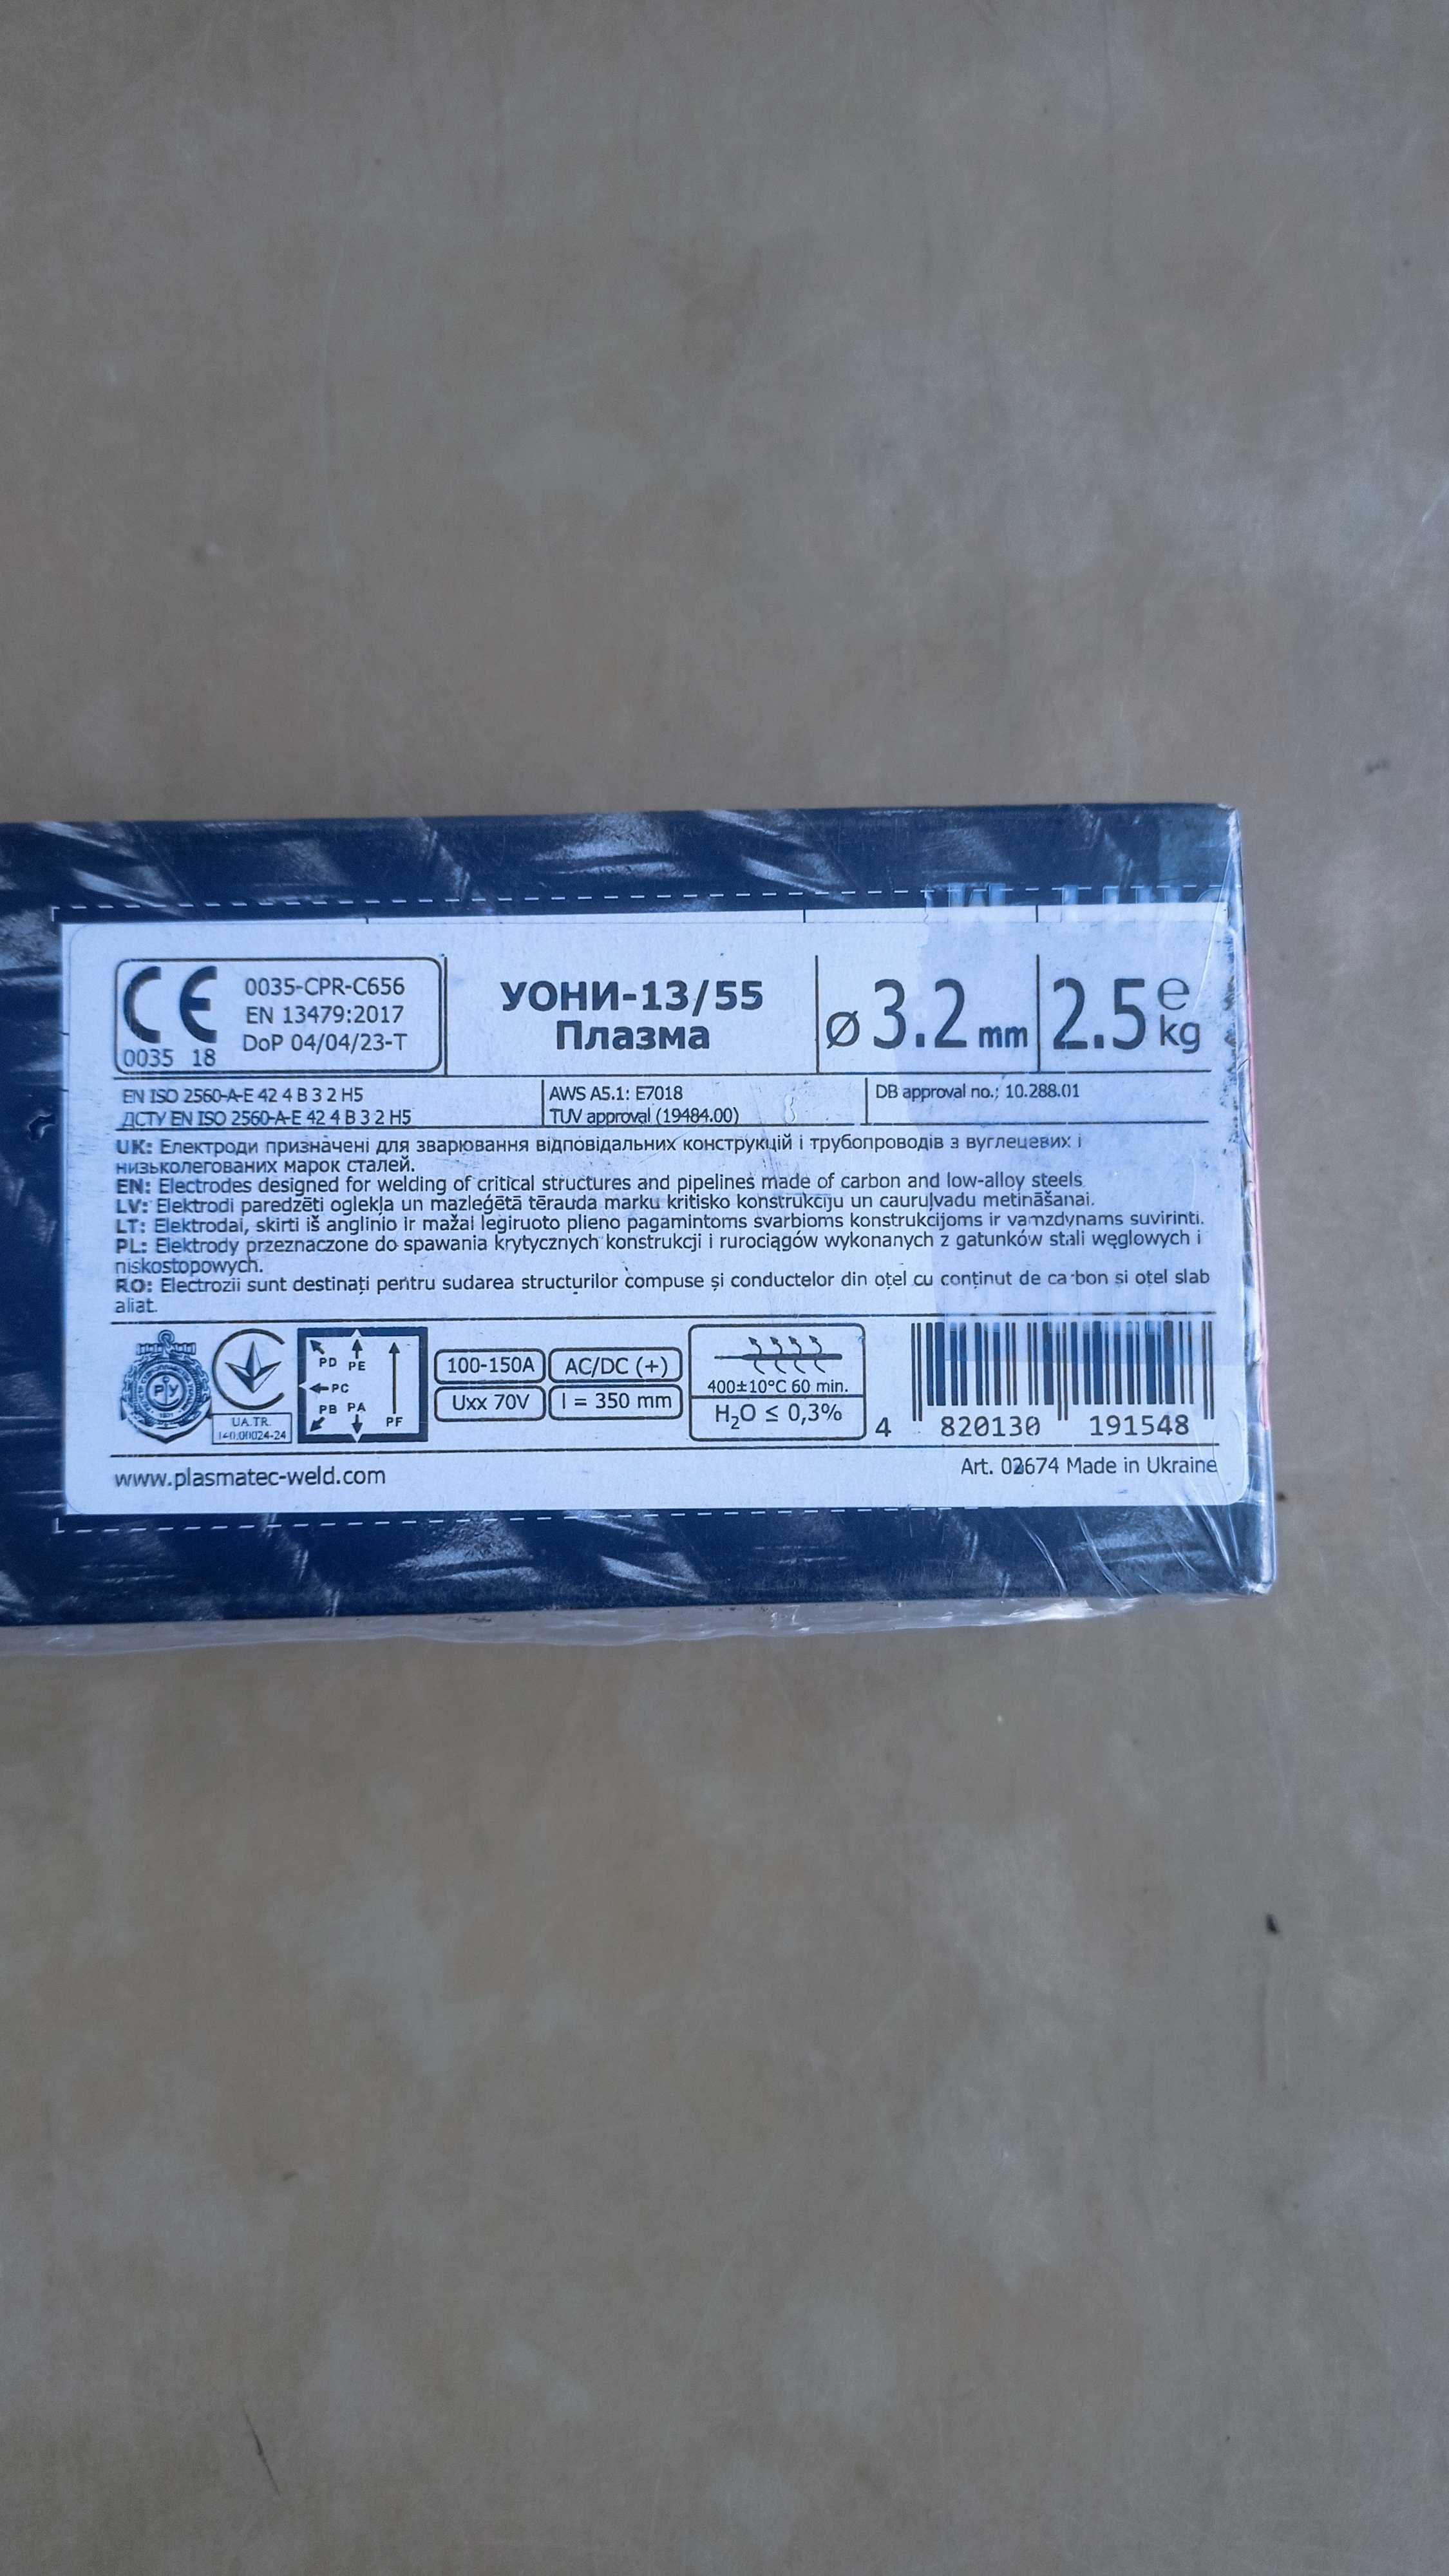 CE
0035 18
0035-CPR-C656
EN 13479:2017
DoP 04/04/23-T
УОНИ-13/55
Плазма
⌀ 3.2 mm
2.5 e kg
EN ISO 2560-A-E 42 4 B 3 2 H5
ДСТУ EN ISO 2560-A-E 42 4 B 3 2 H5
AWS A5.1: E7018
TUV approval (19484.00)
DB approval no.; 10.288.01
UK: Електроди призначені для зварювання відповідальних конструкцій і трубопроводів з вуглецевих і
низьколегованих марок сталей.
EN: Electrodes designed for welding of critical structures and pipelines made of carbon and low-alloy steels
LV: Elektrodi paredzēti oglekļa un mazleģētā tērauda marku kritisko konstrukciju un cauruļvadu metināšanai.
LT: Elektrodai, skirti iš anglinio ir mažai legiruoto plieno pagamintoms svarbioms konstrukcijoms ir vamzdynams suvirinti.
PL: Elektrody przeznaczone do spawania krytycznych konstrukcji i rurociągów wykonanych z gatunków stali węglowych i
niskostopowych.
RO: Electrozii sunt destinați pentru sudarea structurilor compuse și conductelor din oțel cu conținut de carbon si oțel slab
aliat.
РУ
UA.TR.
140.00024-24
PD PE
PC
PB PA
PF
100-150A
AC/DC (+)
Uxx 70V
l = 350 mm
400±10°C 60 min.
H₂O ≤ 0,3%
4 820130 191548
www.plasmatec-weld.com
Art. 02674 Made in Ukraine